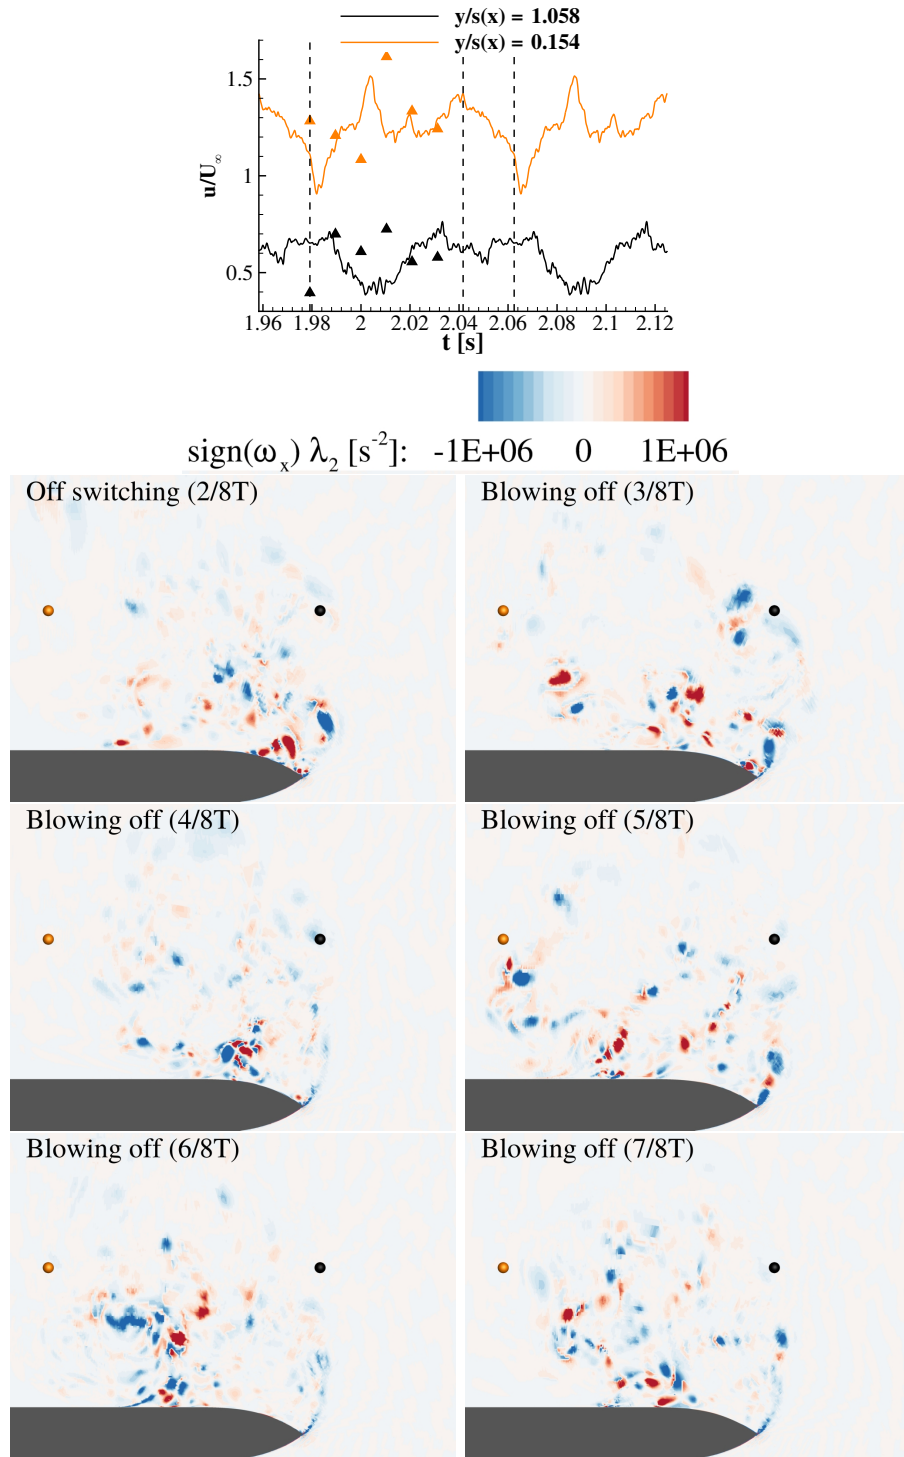 y/s(x) = 1.058
y/s(x) = 0.154
1.5
1
0.5
u/U∞
1.96 1.98 2 2.02 2.04 2.06 2.08 2.1 2.12
t [s]
sign(ωx) λ2 [s-2]: -1E+06 0 1E+06
Off switching (2/8T)
Blowing off (3/8T)
Blowing off (4/8T)
Blowing off (5/8T)
Blowing off (6/8T)
Blowing off (7/8T)